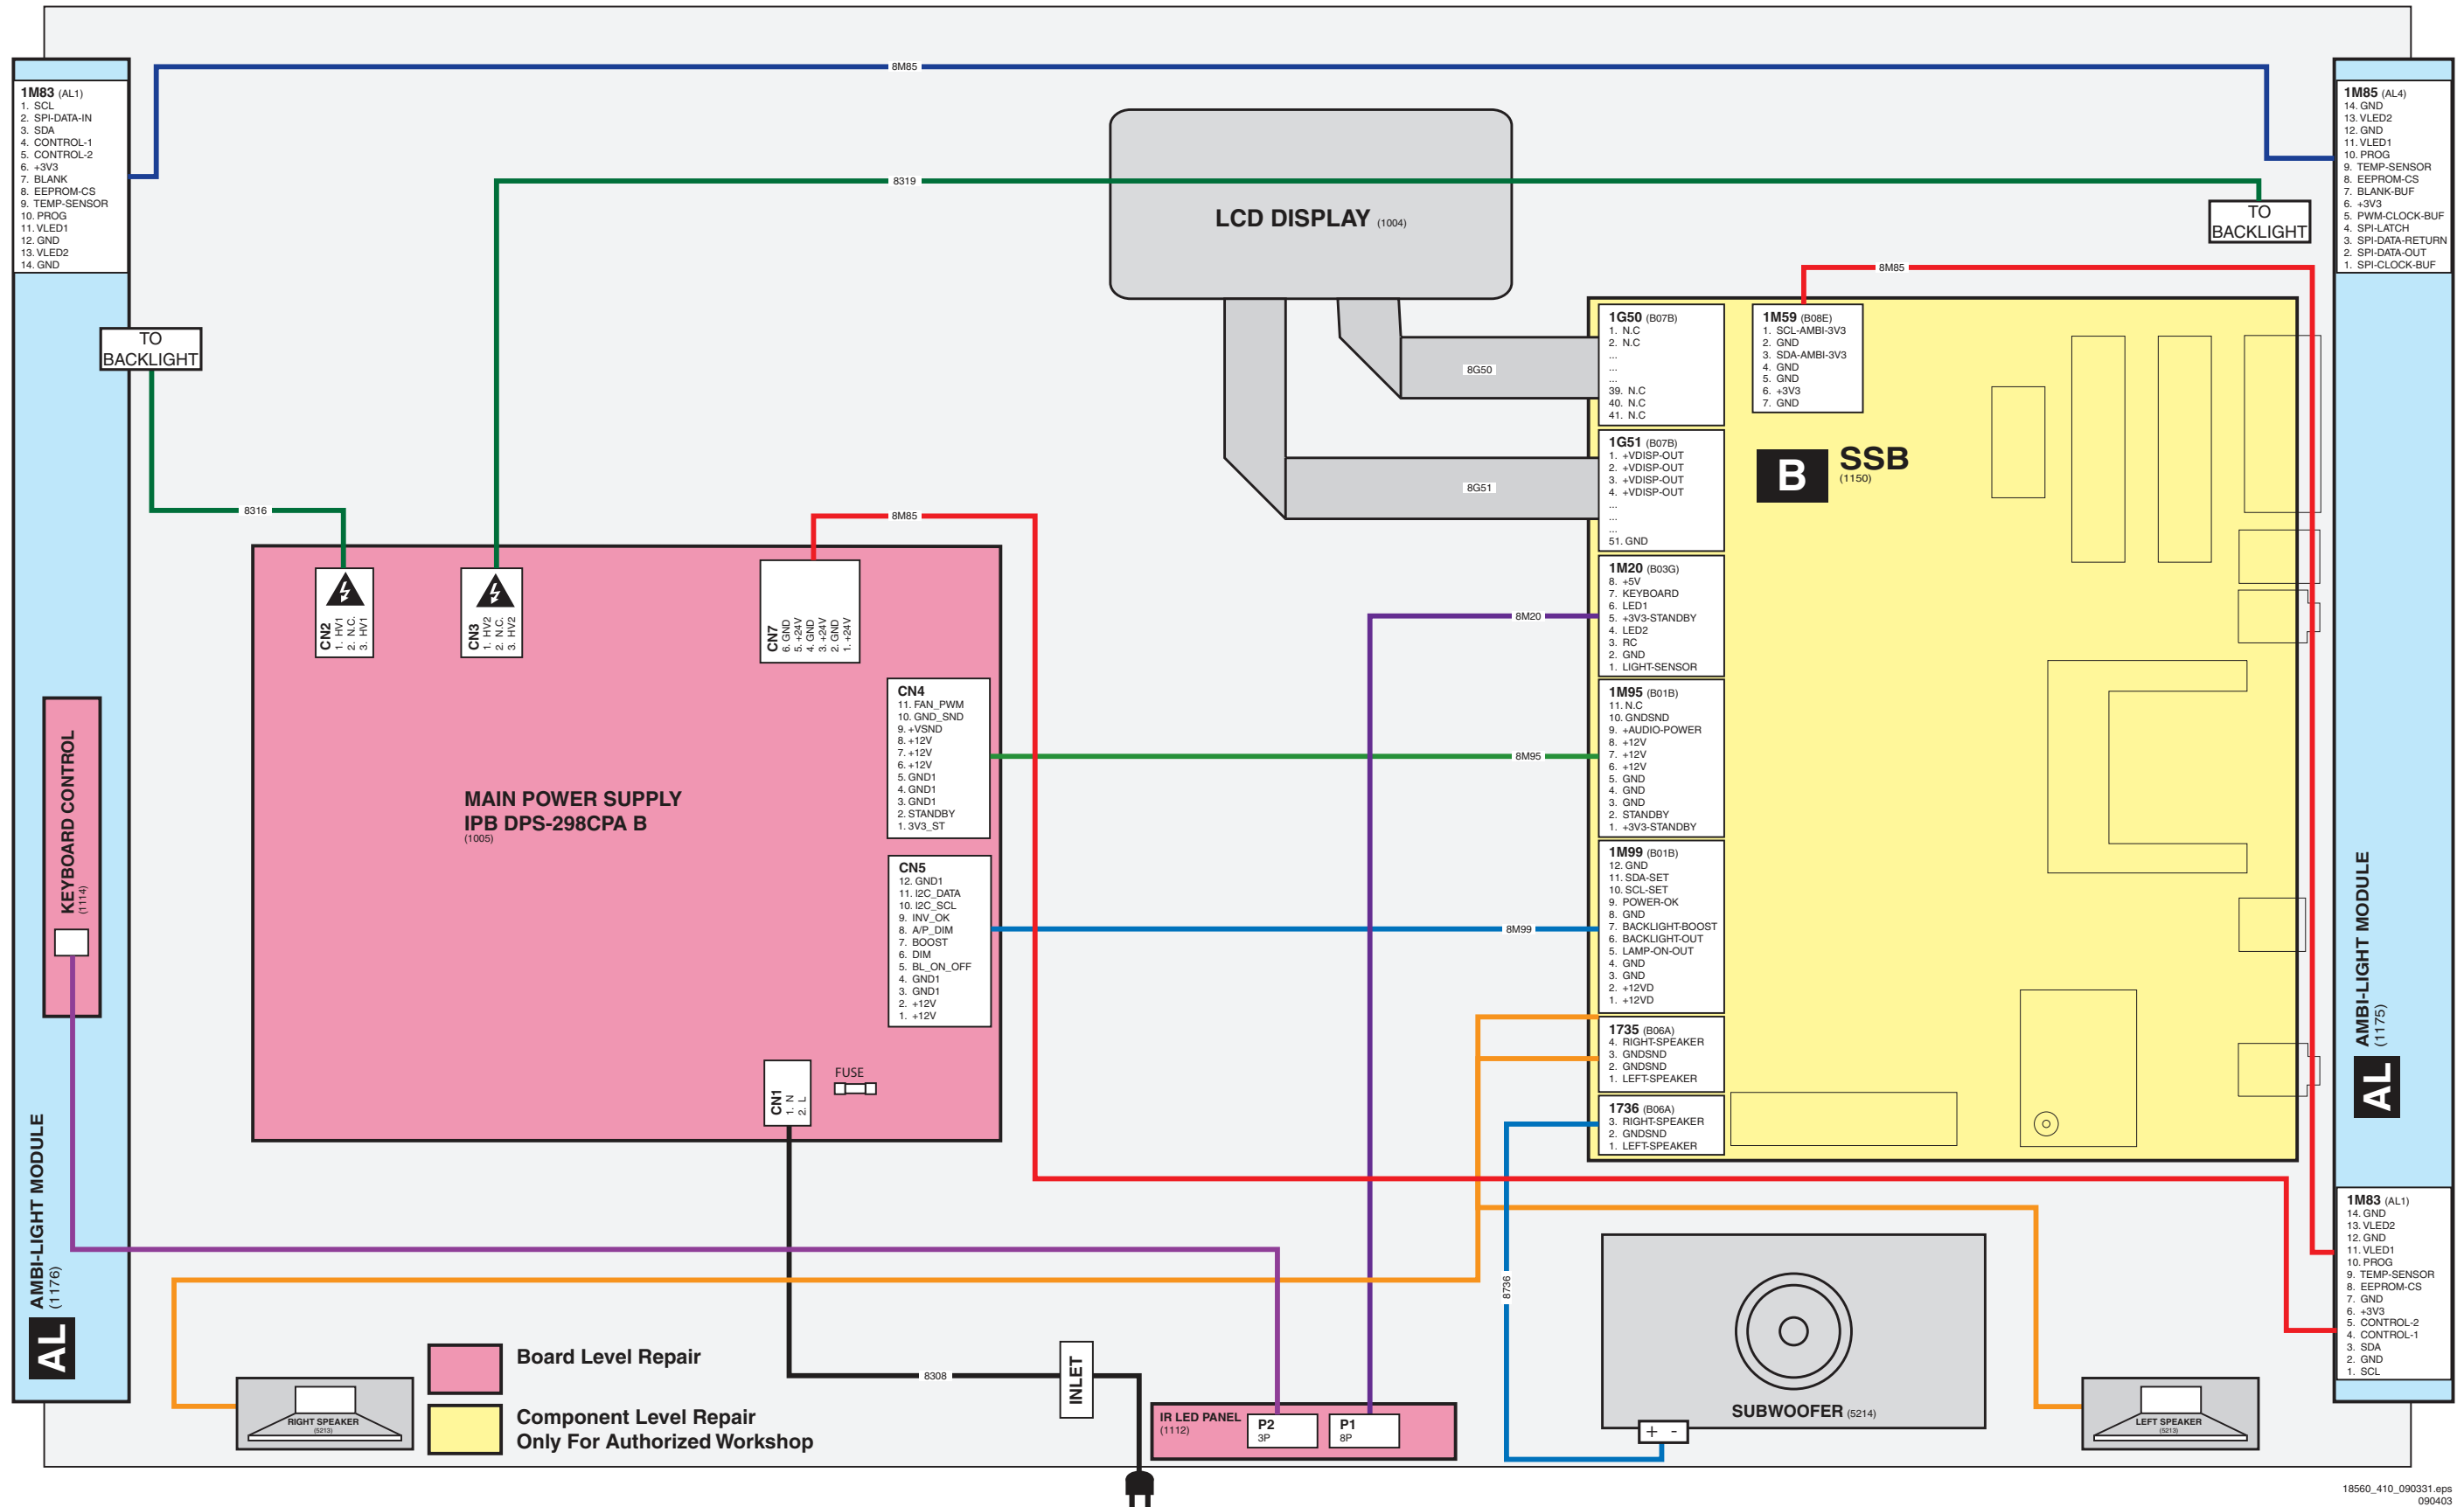 8M85
1M83 (AL1)
1. SCL
2. SPI-DATA-IN
3. SDA
4. CONTROL-1
5. CONTROL-2
6. +3V3
7. BLANK
8. EEPROM-CS
9. TEMP-SENSOR
10. PROG
11. VLED1
12. GND
13. VLED2
14. GND
1M85 (AL4)
14. GND
13. VLED2
12. GND
11. VLED1
10. PROG
9. TEMP-SENSOR
8. EEPROM-CS
7. BLANK-BUF
6. +3V3
5. PWM-CLOCK-BUF
4. SPI-LATCH
3. SPI-DATA-RETURN
2. SPI-DATA-OUT
1. SPI-CLOCK-BUF
8319
LCD DISPLAY (1004)
TO
BACKLIGHT
8M85
TO
BACKLIGHT
8316
8M85
8G50
8G51
1G50 (B07B)
1. N.C
2. N.C
...
...
...
39. N.C
40. N.C
41. N.C
1M59 (B08E)
1. SCL-AMBI-3V3
2. GND
3. SDA-AMBI-3V3
4. GND
5. GND
6. +3V3
7. GND
1G51 (B07B)
1. +VDISP-OUT
2. +VDISP-OUT
3. +VDISP-OUT
4. +VDISP-OUT
...
...
...
51. GND
B
SSB
(1150)
1M20 (B03G)
8. +5V
7. KEYBOARD
6. LED1
5. +3V3-STANDBY
4. LED2
3. RC
2. GND
1. LIGHT-SENSOR
8M20
1M95 (B01B)
11. N.C
10. GNDSND
9. +AUDIO-POWER
8. +12V
7. +12V
6. +12V
5. GND
4. GND
3. GND
2. STANDBY
1. +3V3-STANDBY
8M95
1M99 (B01B)
12. GND
11. SDA-SET
10. SCL-SET
9. POWER-OK
8. GND
7. BACKLIGHT-BOOST
6. BACKLIGHT-OUT
5. LAMP-ON-OUT
4. GND
3. GND
2. +12VD
1. +12VD
8M99
1735 (B06A)
4. RIGHT-SPEAKER
3. GNDSND
2. GNDSND
1. LEFT-SPEAKER
1736 (B06A)
3. RIGHT-SPEAKER
2. GNDSND
1. LEFT-SPEAKER
CN2
1. HV1
2. N.C.
3. HV1
CN3
1. HV2
2. N.C.
3. HV2
CN7
6. GND
5. +24V
4. GND
3. +24V
2. GND
1. +24V
CN4
11. FAN_PWM
10. GND_SND
9. +VSND
8. +12V
7. +12V
6. +12V
5. GND1
4. GND1
3. GND1
2. STANDBY
1. 3V3_ST
MAIN POWER SUPPLY
IPB DPS-298CPA B
(1005)
CN5
12. GND1
11. I2C_DATA
10. I2C_SCL
9. INV_OK
8. A/P_DIM
7. BOOST
6. DIM
5. BL_ON_OFF
4. GND1
3. GND1
2. +12V
1. +12V
CN1
1. N
2. L
FUSE
KEYBOARD CONTROL
(1114)
AMBI-LIGHT MODULE
(1176)
AL
AMBI-LIGHT MODULE
(1175)
AL
1M83 (AL1)
14. GND
13. VLED2
12. GND
11. VLED1
10. PROG
9. TEMP-SENSOR
8. EEPROM-CS
7. GND
6. +3V3
5. CONTROL-2
4. CONTROL-1
3. SDA
2. GND
1. SCL
8736
RIGHT SPEAKER
(5213)
Board Level Repair
Component Level Repair
Only For Authorized Workshop
8308
INLET
IR LED PANEL
(1112)
P2
3P
P1
8P
SUBWOOFER (5214)
+ -
LEFT SPEAKER
(5213)
18560_410_090331.eps
090403